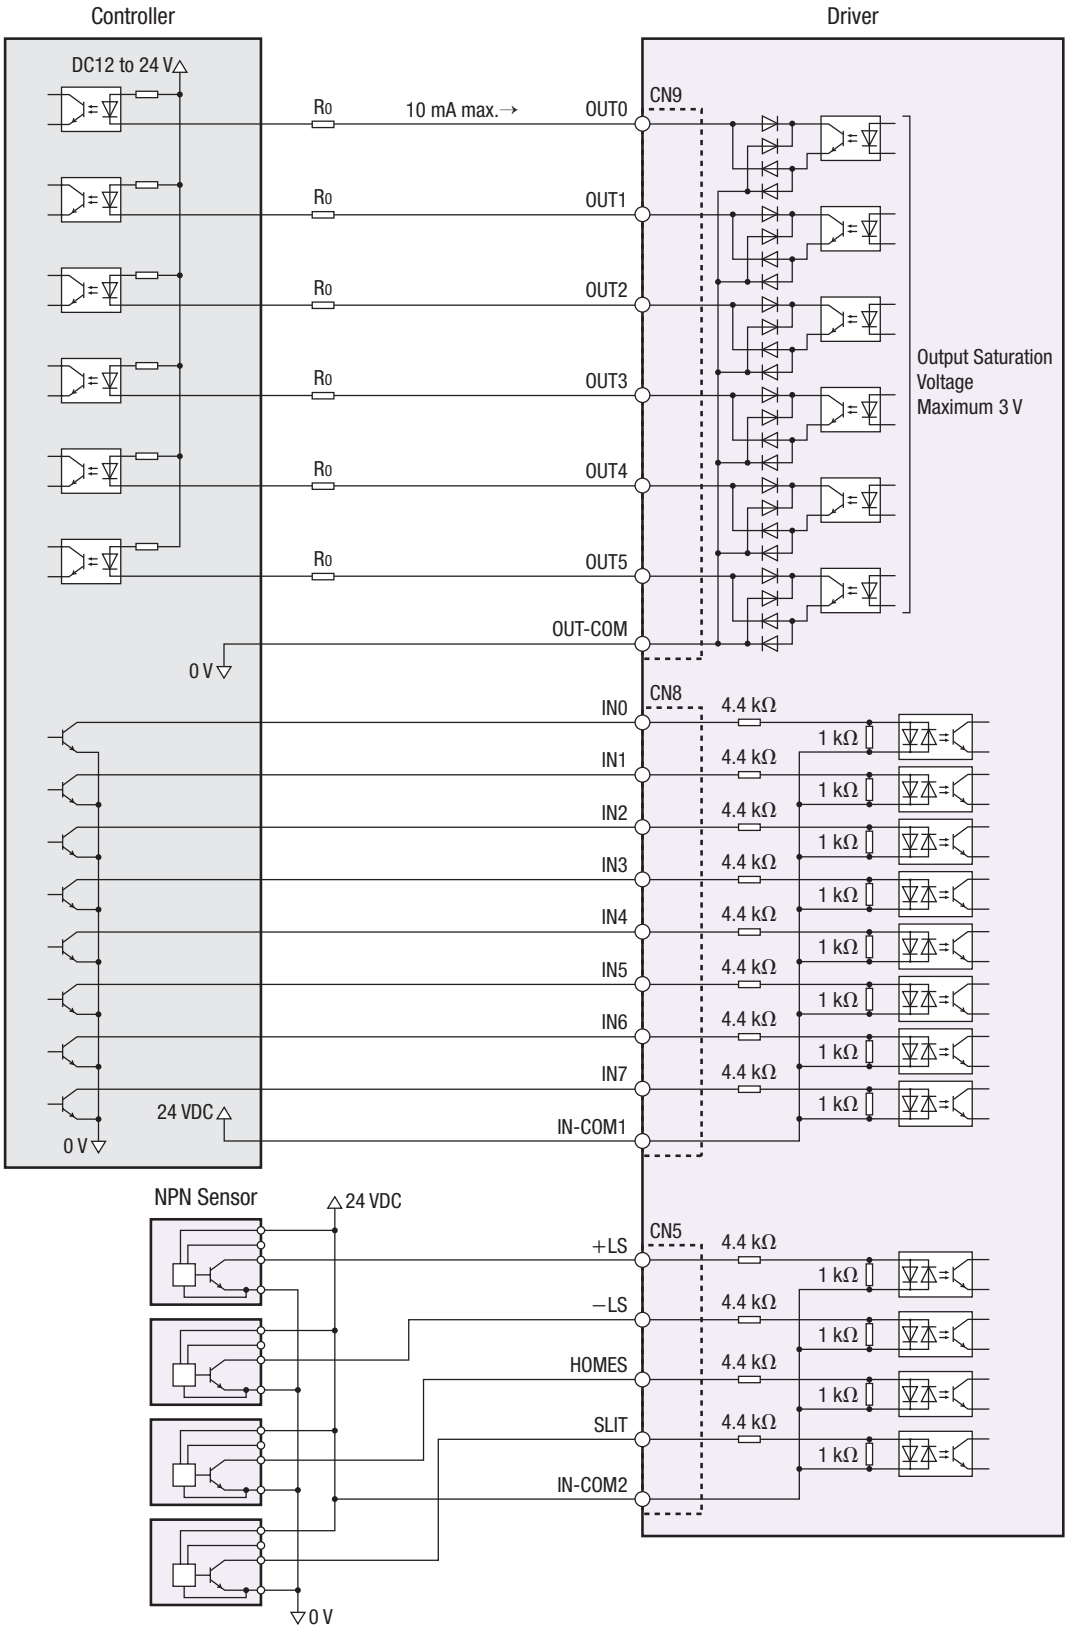 Controller
Driver
DC12 to 24 V
CN9
R0
10 mA max.→
OUT0
R0
OUT1
R0
OUT2
Output Saturation
Voltage
Maximum 3 V
R0
OUT3
R0
OUT4
R0
OUT5
OUT-COM
0 V
CN8
IN0
4.4 kΩ
1 kΩ
IN1
4.4 kΩ
1 kΩ
IN2
4.4 kΩ
1 kΩ
IN3
4.4 kΩ
1 kΩ
IN4
4.4 kΩ
1 kΩ
IN5
4.4 kΩ
1 kΩ
IN6
4.4 kΩ
1 kΩ
IN7
4.4 kΩ
1 kΩ
24 VDC
IN-COM1
0 V
NPN Sensor
24 VDC
CN5
+LS
4.4 kΩ
1 kΩ
−LS
4.4 kΩ
1 kΩ
HOMES
4.4 kΩ
1 kΩ
SLIT
4.4 kΩ
1 kΩ
IN-COM2
0 V